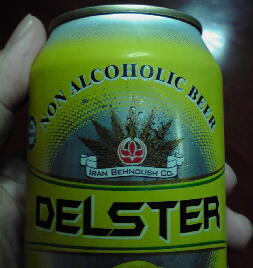 NON ALCOHOLIC BEER
IRAN BEHNOUSH CO.
DELSTER